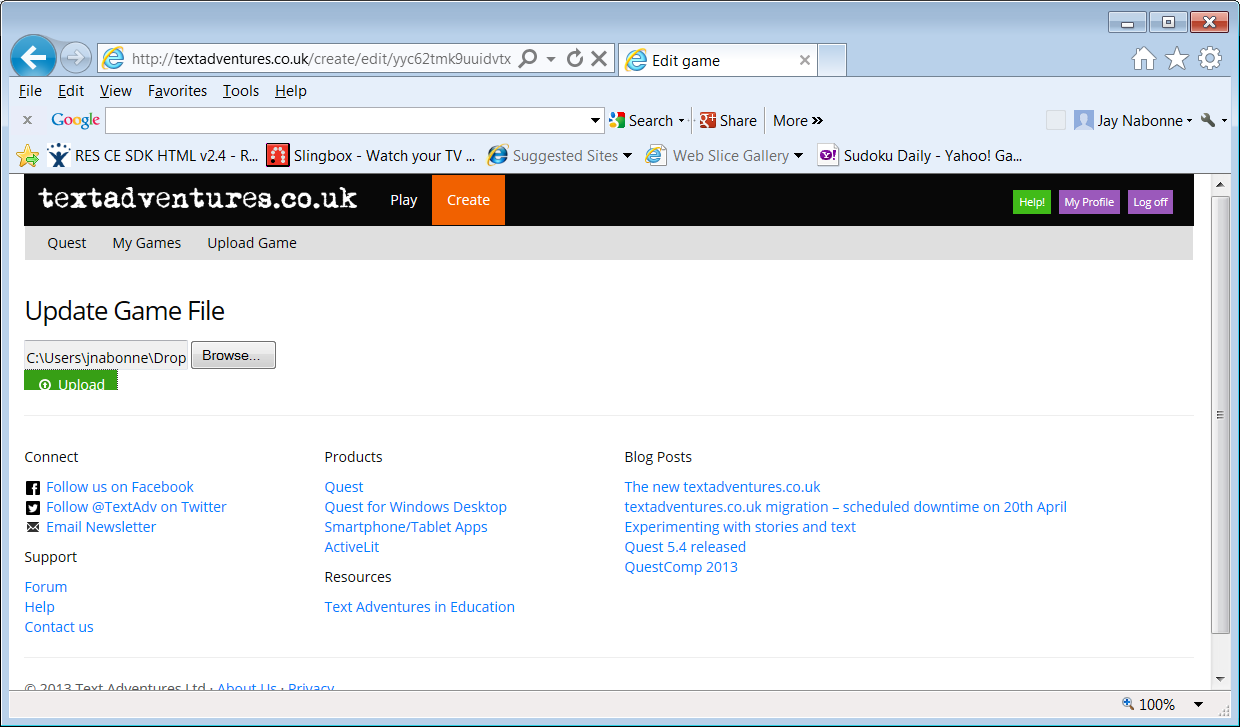 http://textadventures.co.uk/create/edit/yyc62tmk9uuidvtx
Edit game
File Edit View Favorites Tools Help
x Google Search Share More » Jay Nabonne
RES CE SDK HTML v2.4 - R... Slingbox - Watch your TV ... Suggested Sites Web Slice Gallery Sudoku Daily - Yahoo! Ga...
textadventures.co.uk Play Create Help! My Profile Log off
Quest My Games Upload Game
Update Game File
C:\Users\jnabonne\Drop Browse...
Upload
Connect
Follow us on Facebook
Follow @TextAdv on Twitter
Email Newsletter
Support
Forum
Help
Contact us
Products
Quest
Quest for Windows Desktop
Smartphone/Tablet Apps
ActiveLit
Resources
Text Adventures in Education
Blog Posts
The new textadventures.co.uk
textadventures.co.uk migration – scheduled downtime on 20th April
Experimenting with stories and text
Quest 5.4 released
QuestComp 2013
© 2013 Text Adventures Ltd · About Us · Privacy
100%